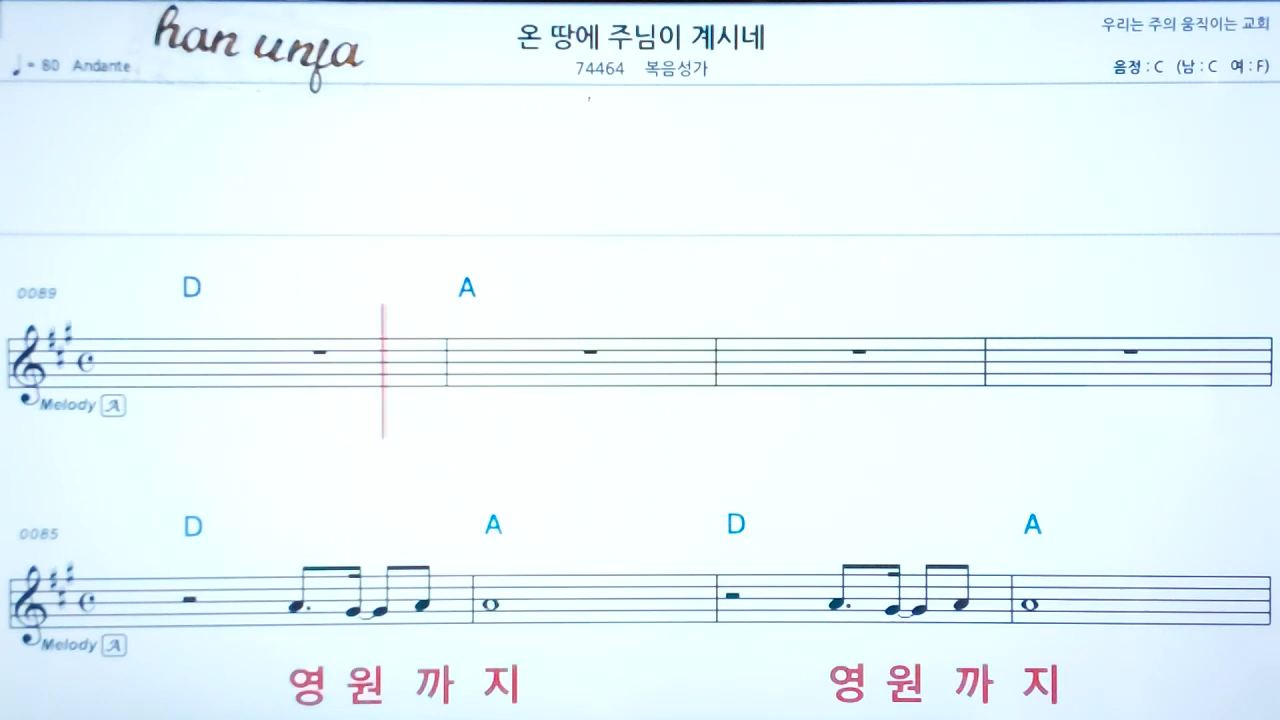 han unja
온 땅에 주님이 계시네
우리는 주의 움직이는 교회
♩= 80 Andante
74464 복음성가
음정 : C (남 : C 여 : F)
0089
D A
Melody A
0085
D A D A
Melody A
영 원 까 지 영 원 까 지